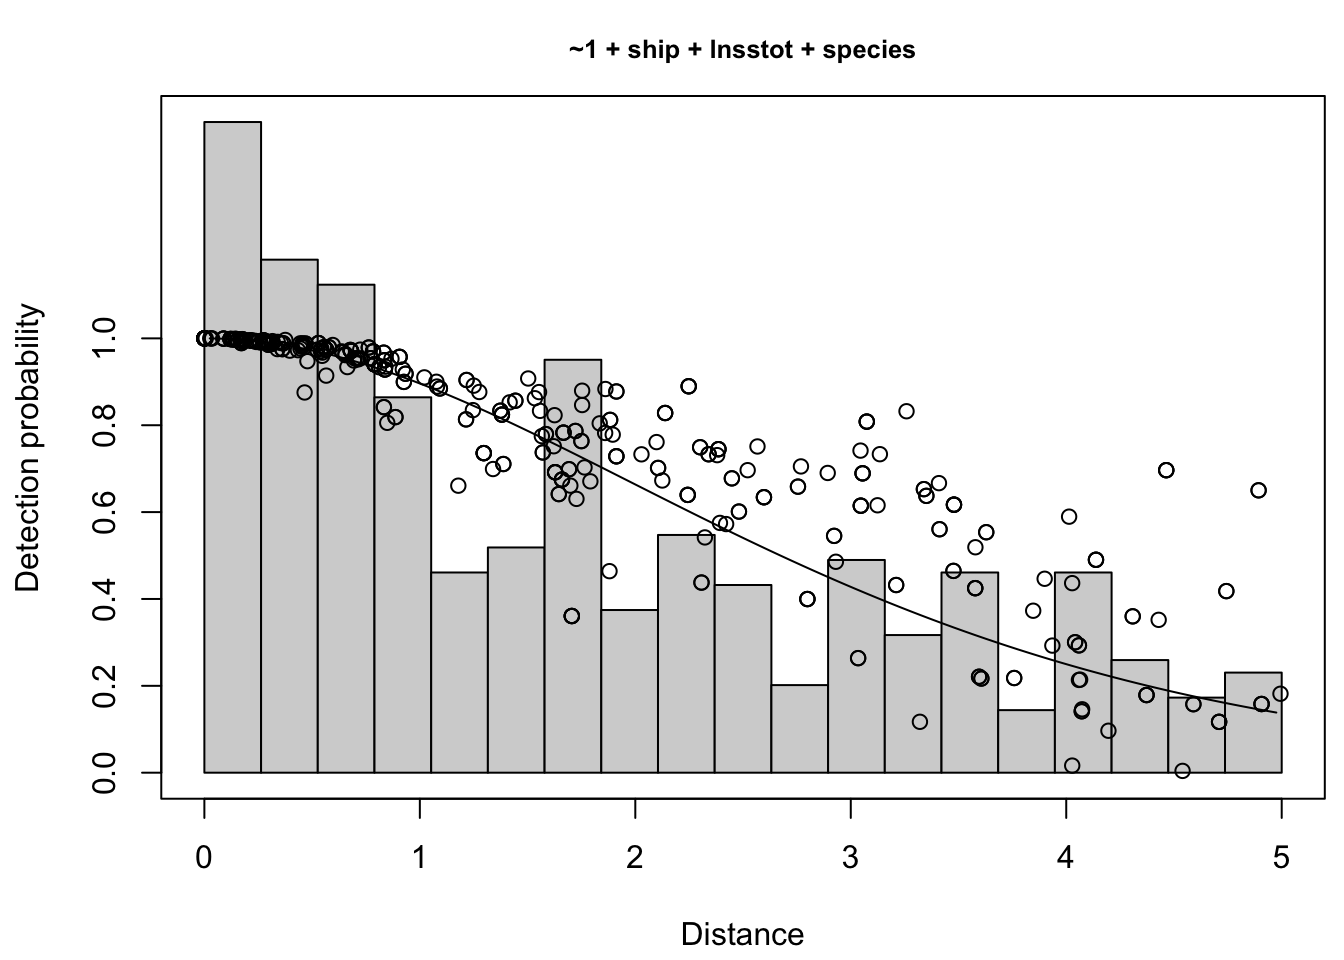 ~1 + ship + lnsstot + species
Detection probability
1.0
0.8
0.6
0.4
0.2
0.0
0 1 2 3 4 5
Distance